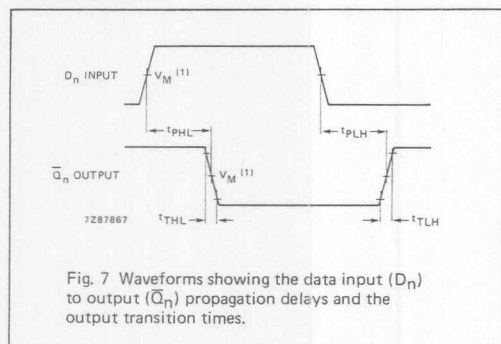 Dn INPUT
VM (1)
tPHL
tPLH
Q̅n OUTPUT
VM (1)
7Z87867
tTHL
tTLH
Fig. 7 Waveforms showing the data input (Dn)
to output (Q̅n) propagation delays and the
output transition times.